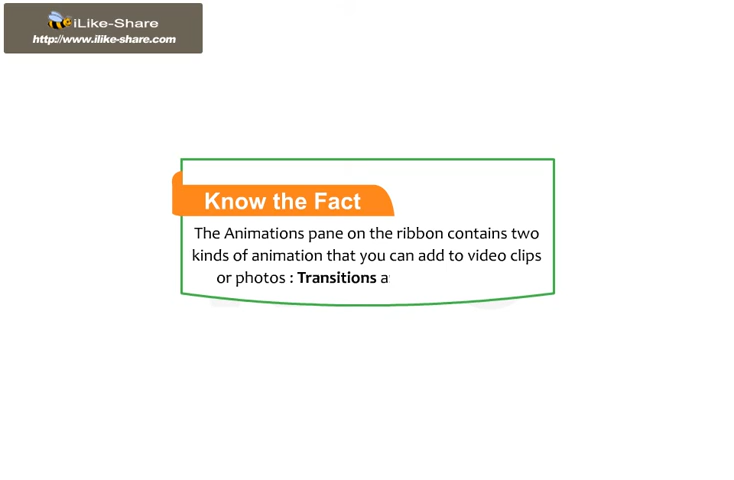 iLike-Share
http://www.ilike-share.com
Know the Fact
The Animations pane on the ribbon contains two
kinds of animation that you can add to video clips
or photos : Transitions a